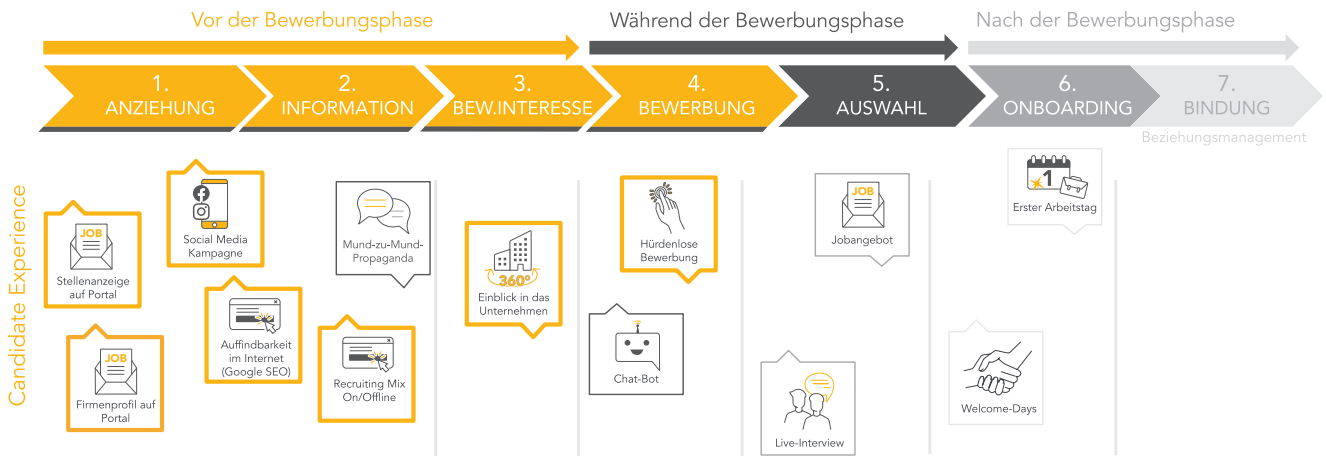 Vor der Bewerbungsphase
Während der Bewerbungsphase
Nach der Bewerbungsphase
1.
ANZIEHUNG
2.
INFORMATION
3.
BEW.INTERESSE
4.
BEWERBUNG
5.
AUSWAHL
6.
ONBOARDING
7.
BINDUNG
Beziehungsmanagement
Candidate Experience
JOB
Stellenanzeige
auf Portal
JOB
Firmenprofil auf
Portal
Social Media
Kampagne
Auffindbarkeit
im Internet
(Google SEO)
Mund-zu-Mund-
Propaganda
Recruiting Mix
On/Offline
360°
Einblick in das
Unternehmen
Hürdenlose
Bewerbung
Chat-Bot
JOB
Jobangebot
Live-Interview
1
Erster Arbeitstag
Welcome-Days